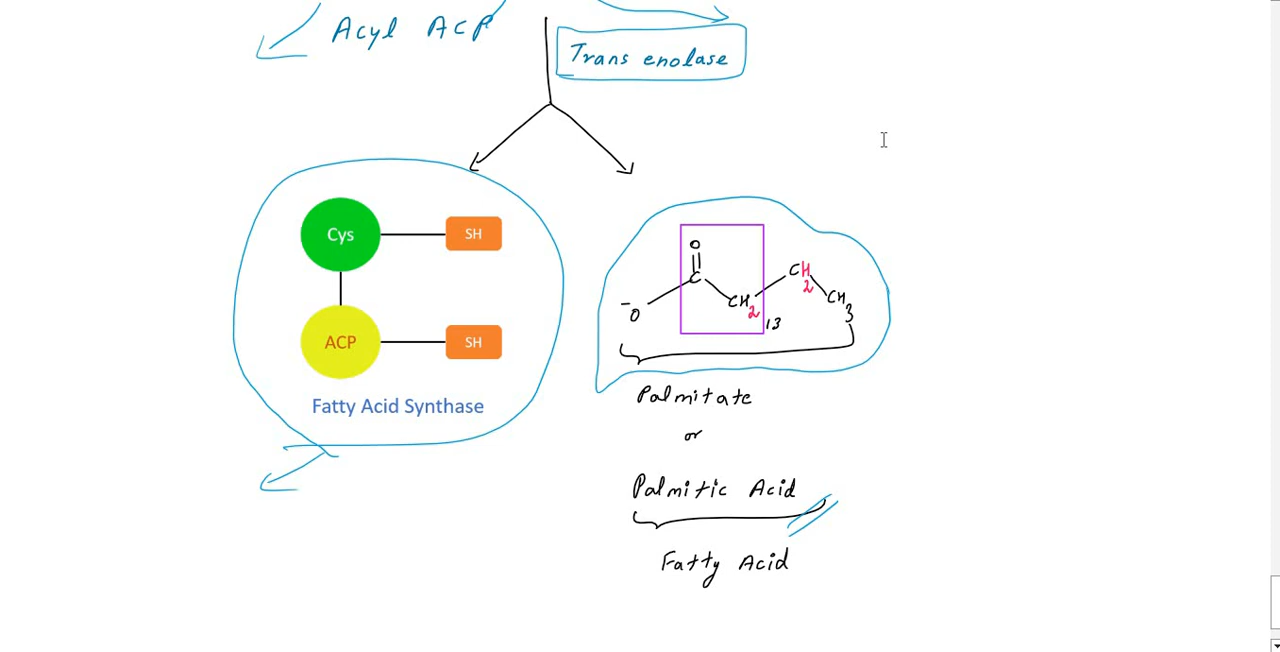 Acyl ACP
Trans enolase
Cys
SH
ACP
SH
Fatty Acid Synthase
O
C
-O
CH2
13
CH2
CH3
Palmitate
or
Palmitic Acid
Fatty Acid